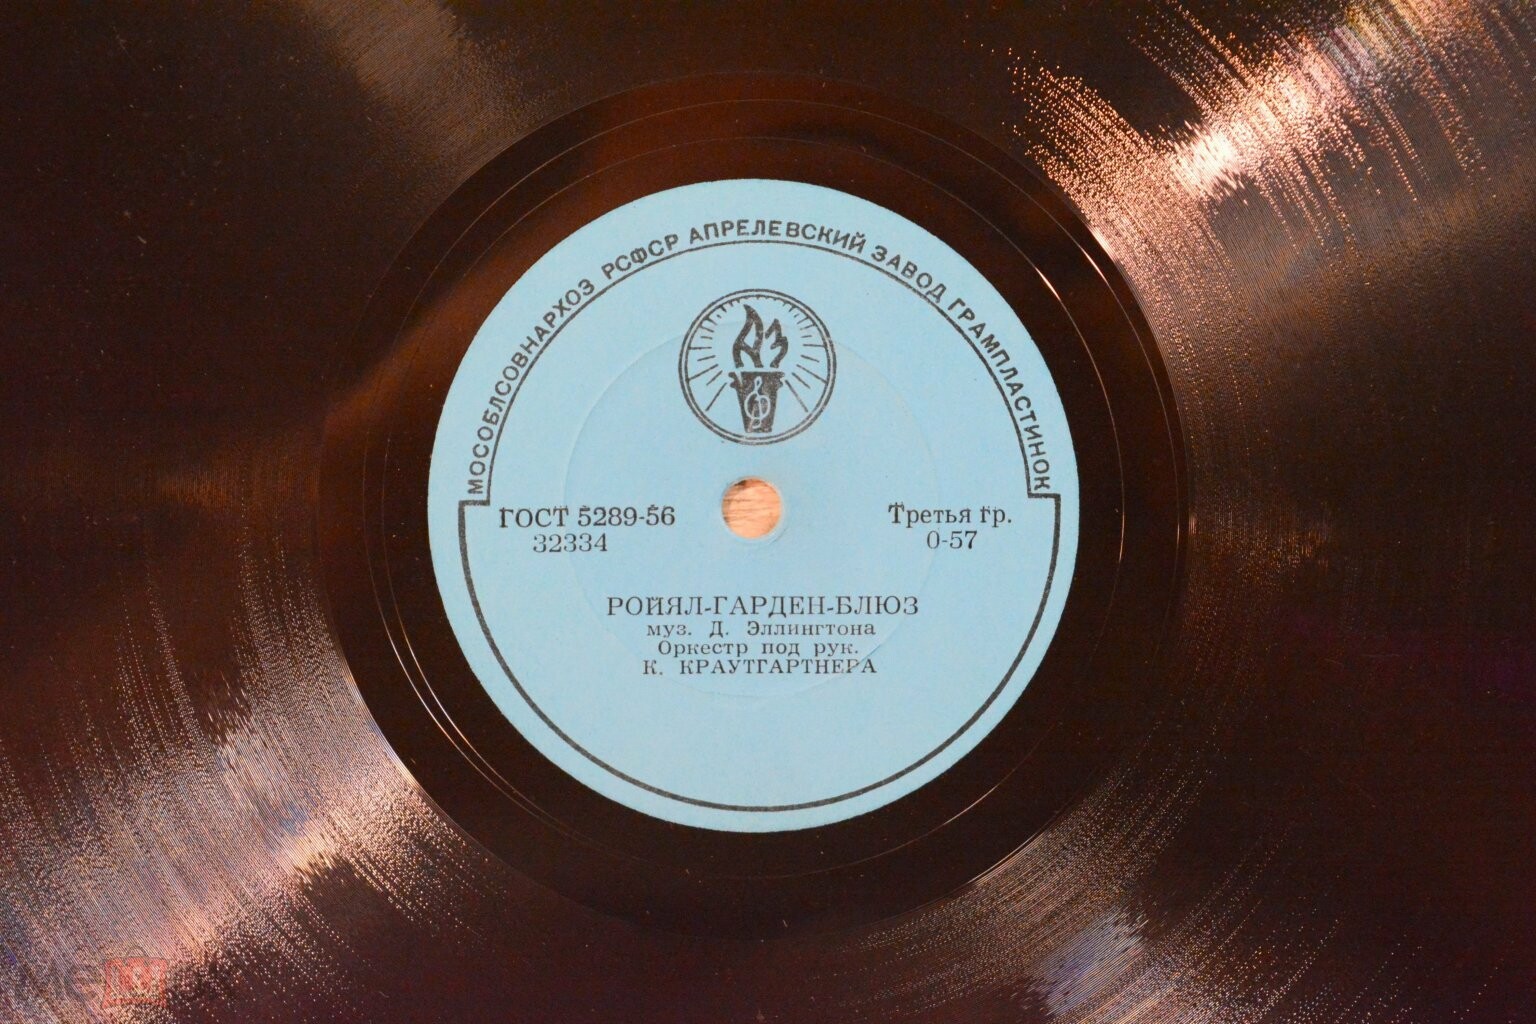 МОСОБЛСОВНАРХОЗ РСФСР АПРЕЛЕВСКИЙ ЗАВОД ГРАМПЛАСТИНОК
АЗ
ГОСТ 5289-56
32334
Третья гр.
0-57
РОЙЯЛ-ГАРДЕН-БЛЮЗ
муз. Д. Эллингтона
Оркестр под рук.
К. КРАУТГАРТНЕРА